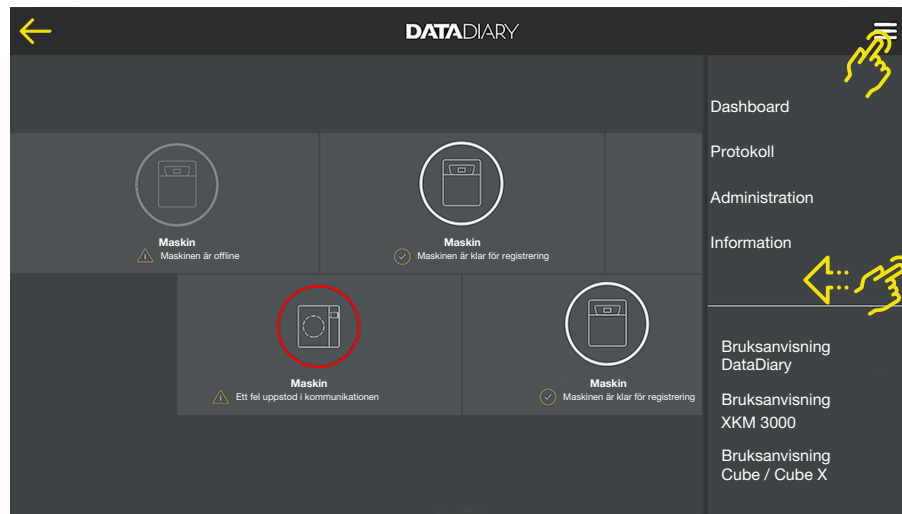 DATADIARY
Dashboard
Protokoll
Administration
Information
Maskin
Maskinen är offline
Maskin
Maskinen är klar för registrering
Maskin
Ett fel uppstod i kommunikationen
Maskin
Maskinen är klar för registrering
Bruksanvisning
DataDiary
Bruksanvisning
XKM 3000
Bruksanvisning
Cube / Cube X